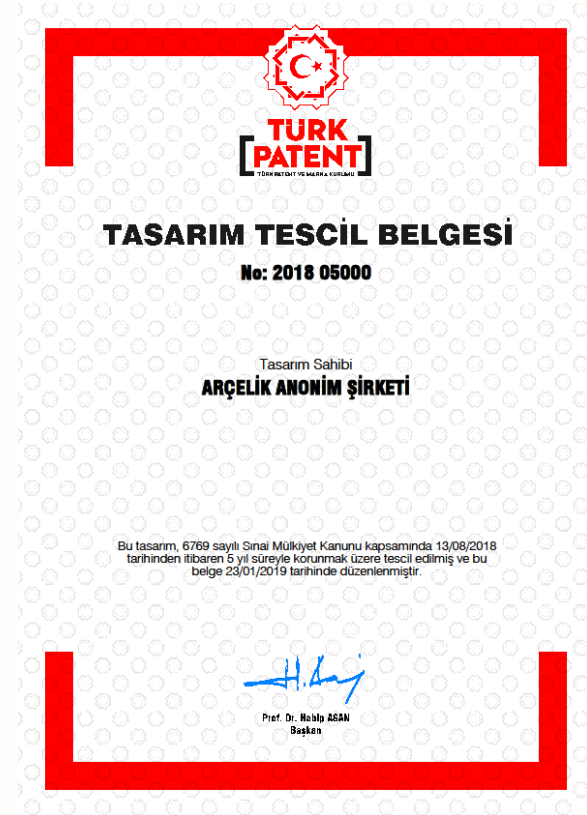 TÜRK
PATENT
TÜRK PATENT VE MARKA KURUMU
TASARIM TESCİL BELGESİ
No: 2018 05000
Tasarım Sahibi
ARÇELİK ANONİM ŞİRKETİ
Bu tasarım, 6769 sayılı Sınai Mülkiyet Kanunu kapsamında 13/08/2018
tarihinden itibaren 5 yıl süreyle korunmak üzere tescil edilmiş ve bu
belge 23/01/2019 tarihinde düzenlenmiştir.
Prof. Dr. Habip ASAN
Başkan